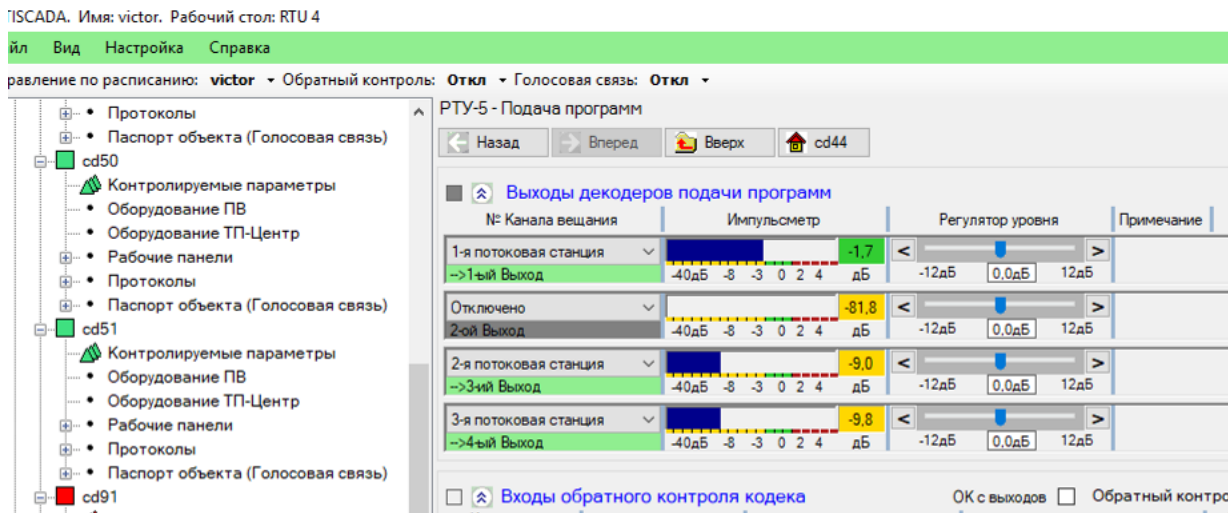 TISCADA. Имя: victor. Рабочий стол: RTU 4
йл Вид Настройка Справка
равление по расписанию: victor Обратный контроль: Откл Голосовая связь: Откл
Протоколы
Паспорт объекта (Голосовая связь)
cd50
Контролируемые параметры
Оборудование ПВ
Оборудование ТП-Центр
Рабочие панели
Протоколы
Паспорт объекта (Голосовая связь)
cd51
Контролируемые параметры
Оборудование ПВ
Оборудование ТП-Центр
Рабочие панели
Протоколы
Паспорт объекта (Голосовая связь)
cd91
РТУ-5 - Подача программ
Назад Вперед Вверх cd44
Выходы декодеров подачи программ
№ Канала вещания Импульсметр Регулятор уровня Примечание
1-я потоковая станция -1,7 < >
-->1-ый Выход -40дБ -8 -3 0 2 4 дБ -12дБ 0,0дБ 12дБ
Отключено -81,8 < >
2-ой Выход -40дБ -8 -3 0 2 4 дБ -12дБ 0,0дБ 12дБ
2-я потоковая станция -9,0 < >
-->3-ий Выход -40дБ -8 -3 0 2 4 дБ -12дБ 0,0дБ 12дБ
3-я потоковая станция -9,8 < >
-->4-ый Выход -40дБ -8 -3 0 2 4 дБ -12дБ 0,0дБ 12дБ
Входы обратного контроля кодека ОК с выходов Обратный контро